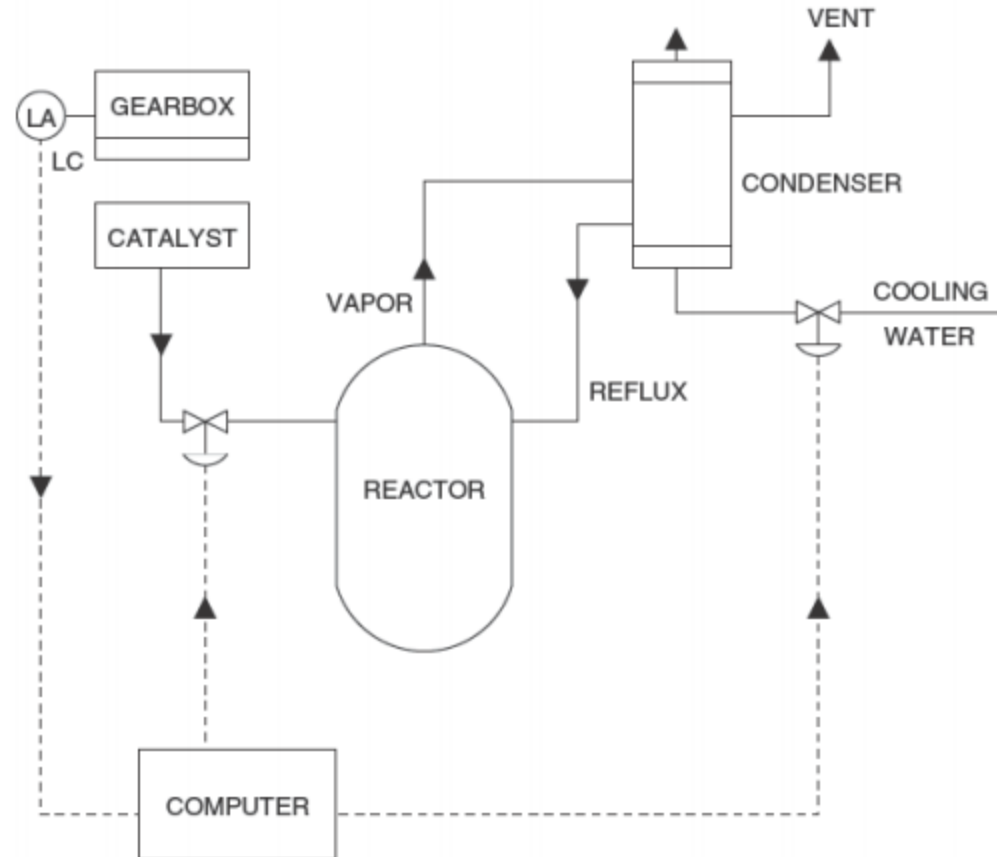 VENT
GEARBOX
LA
LC
CONDENSER
CATALYST
COOLING
WATER
VAPOR
REFLUX
REACTOR
COMPUTER